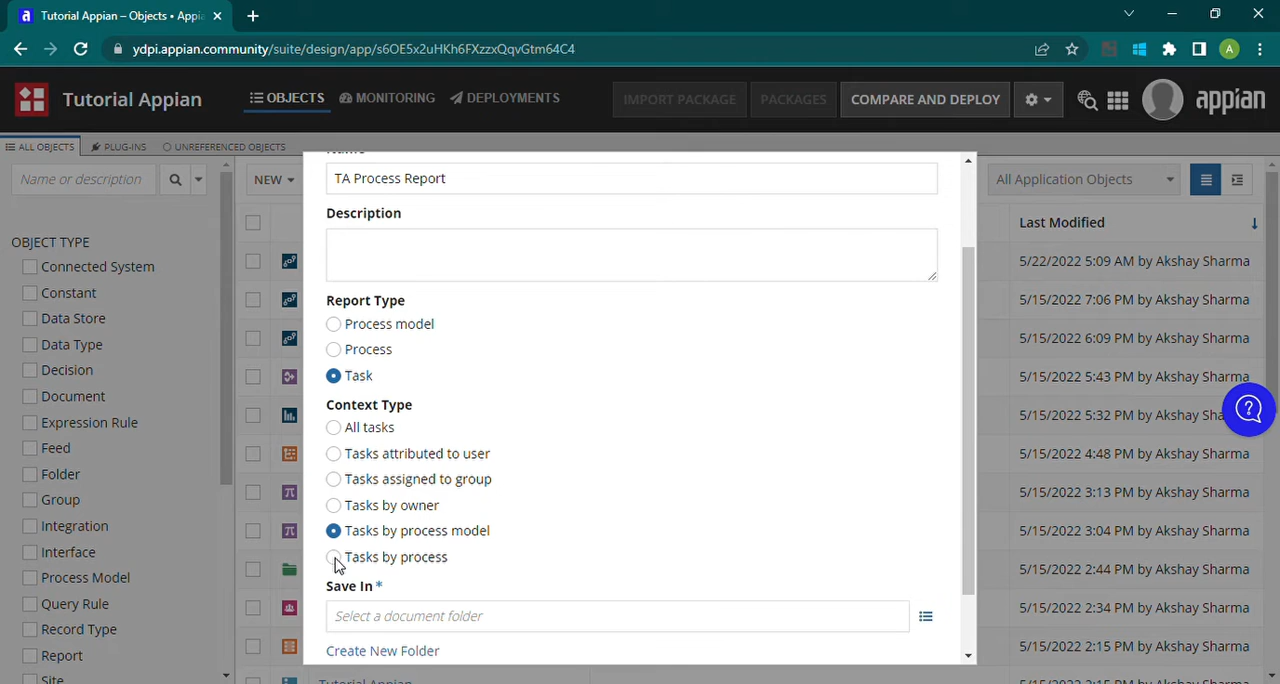 Tutorial Appian – Objects • Appia
ydpi.appian.community/suite/design/app/s6OE5x2uHKh6FXzzxQqvGtm64C4
A
Tutorial Appian
OBJECTS
MONITORING
DEPLOYMENTS
IMPORT PACKAGE
PACKAGES
COMPARE AND DEPLOY
appian
ALL OBJECTS
PLUG-INS
UNREFERENCED OBJECTS
Name or description
NEW
All Application Objects
OBJECT TYPE
Connected System
Constant
Data Store
Data Type
Decision
Document
Expression Rule
Feed
Folder
Group
Integration
Interface
Process Model
Query Rule
Record Type
Report
Site
Name
TA Process Report
Description
Report Type
Process model
Process
Task
Context Type
All tasks
Tasks attributed to user
Tasks assigned to group
Tasks by owner
Tasks by process model
Tasks by process
Save In *
Select a document folder
Create New Folder
Tutorial Appian
Last Modified
5/22/2022 5:09 AM by Akshay Sharma
5/15/2022 7:06 PM by Akshay Sharma
5/15/2022 6:09 PM by Akshay Sharma
5/15/2022 5:43 PM by Akshay Sharma
5/15/2022 5:32 PM by Akshay Sha
5/15/2022 4:48 PM by Akshay Sharma
5/15/2022 3:13 PM by Akshay Sharma
5/15/2022 3:04 PM by Akshay Sharma
5/15/2022 2:44 PM by Akshay Sharma
5/15/2022 2:34 PM by Akshay Sharma
5/15/2022 2:15 PM by Akshay Sharma